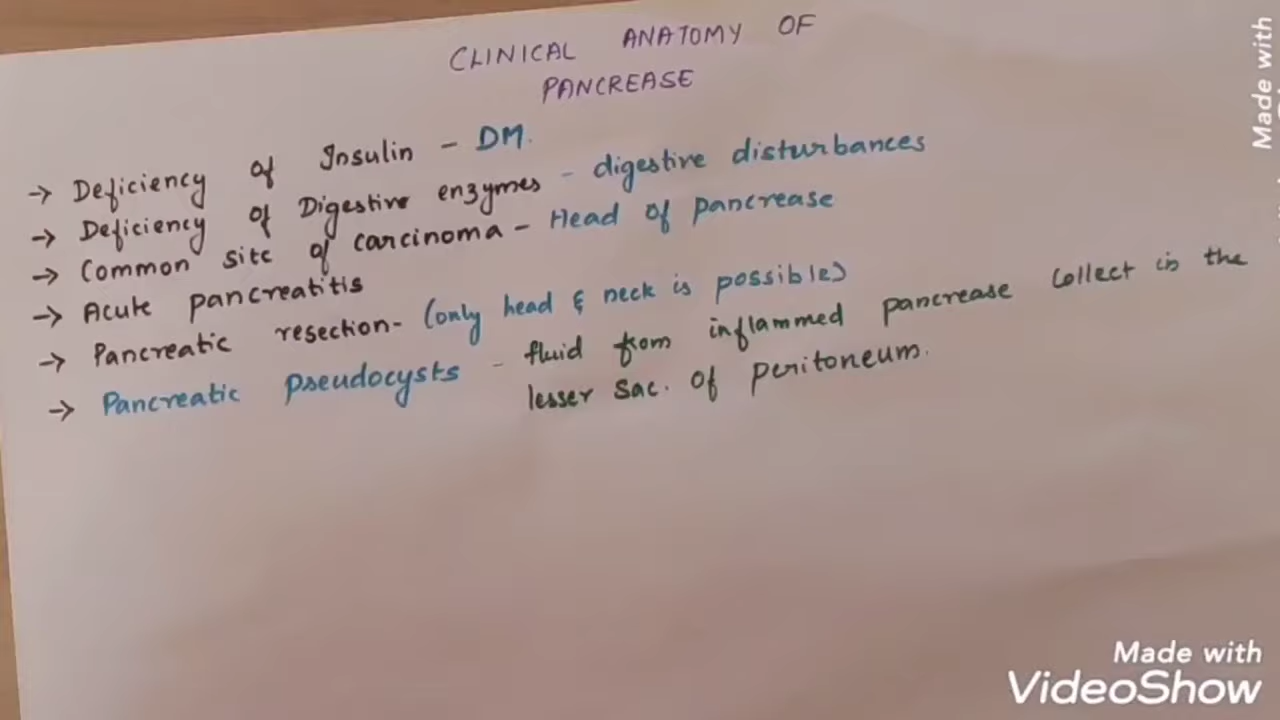 CLINICAL ANATOMY OF
PANCREASE
→ Deficiency of Insulin - DM.
→ Deficiency of Digestive enzymes - digestive disturbances
→ Common site of carcinoma - Head of pancrease
→ Acute pancreatitis
→ Pancreatic resection- (only head & neck is possible)
→ Pancreatic pseudocysts - fluid from inflammed pancrease collect in the
lesser sac. of peritoneum.
Made with
Made with
VideoShow